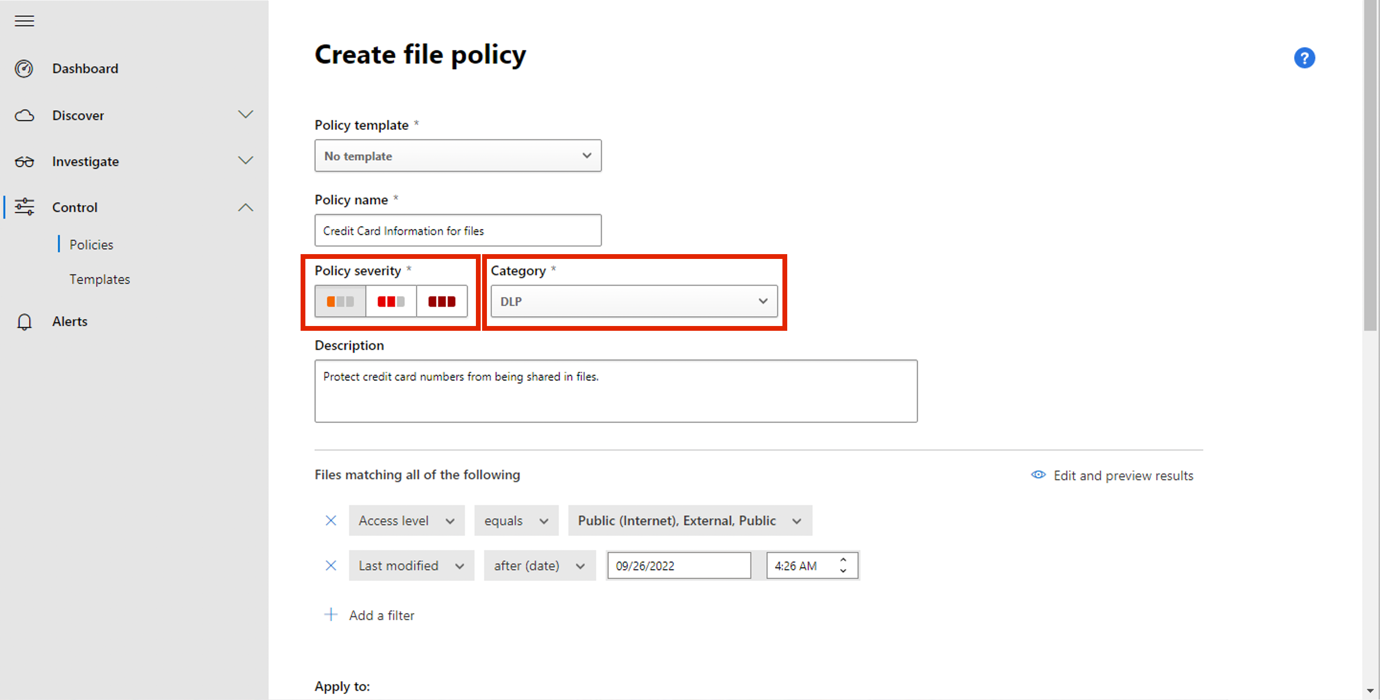 Dashboard
Discover
Investigate
Control
Policies
Templates
Alerts
Create file policy
?
Policy template *
No template
Policy name *
Credit Card Information for files
Policy severity * Category *
DLP
Description
Protect credit card numbers from being shared in files.
Files matching all of the following Edit and preview results
Access level equals Public (Internet), External, Public
Last modified after (date) 09/26/2022 4:26 AM
Add a filter
Apply to: